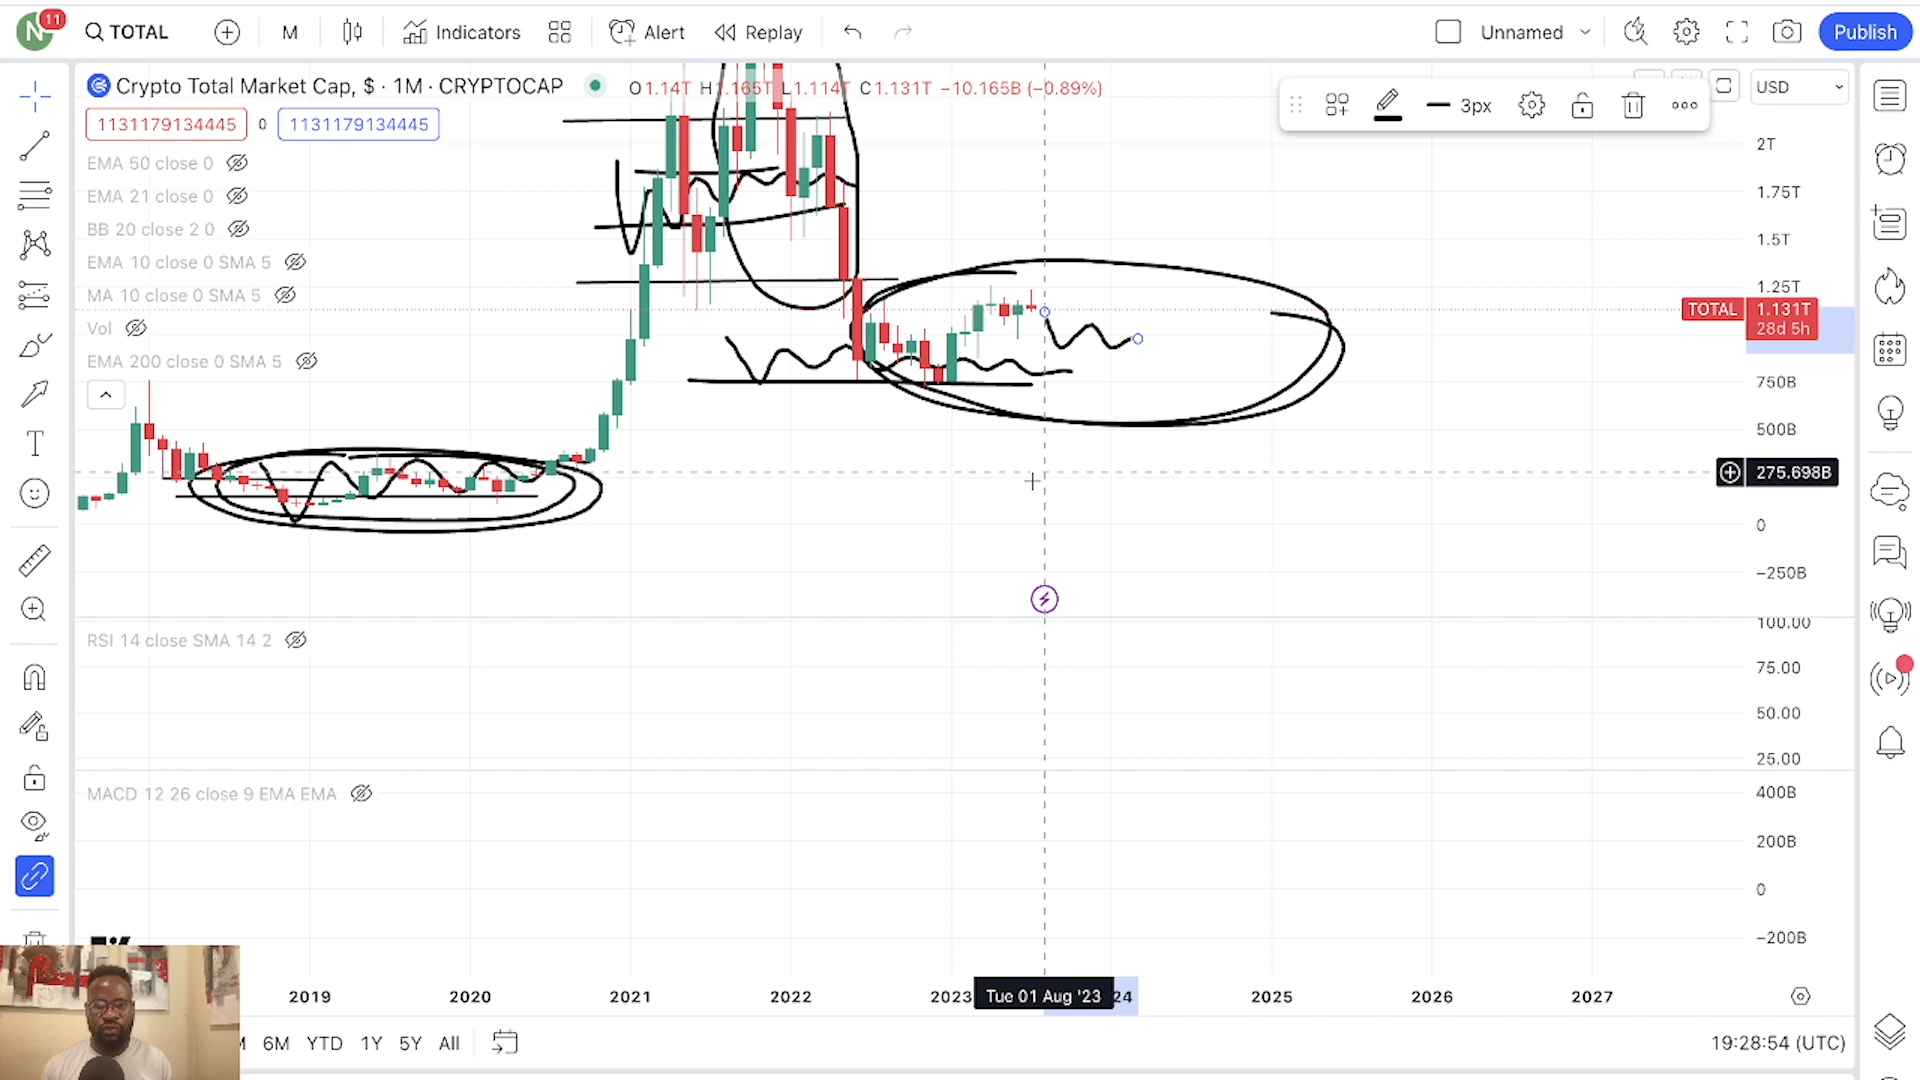 N 11 TOTAL M Indicators Alert Replay Unnamed Publish
Crypto Total Market Cap, $ · 1M · CRYPTOCAP O1.14T H1.165T L1.114T C1.131T −10.165B (−0.89%)
3px
USD
1131179134445 0 1131179134445
EMA 50 close 0
EMA 21 close 0
BB 20 close 2 0
EMA 10 close 0 SMA 5
MA 10 close 0 SMA 5
Vol
EMA 200 close 0 SMA 5
2T
1.75T
1.5T
1.25T
TOTAL 1.131T
28d 5h
750B
500B
275.698B
0
−250B
RSI 14 close SMA 14 2
100.00
75.00
50.00
25.00
MACD 12 26 close 9 EMA EMA
400B
200B
0
−200B
2019 2020 2021 2022 2023 Tue 01 Aug '23 24 2025 2026 2027
6M YTD 1Y 5Y All
19:28:54 (UTC)